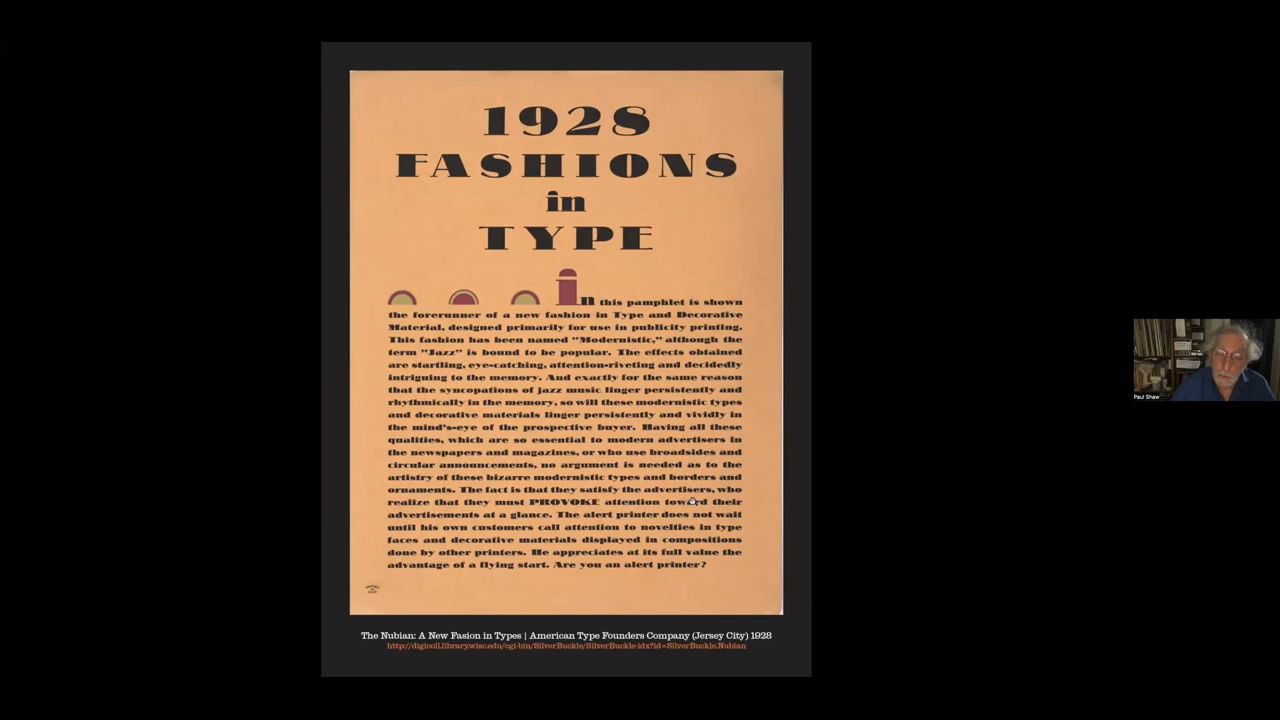 1928
FASHIONS
in
TYPE
in this pamphlet is shown
the forerunner of a new fashion in Type and Decorative
Material, designed primarily for use in publicity printing.
This fashion has been named "Modernistic," although the
term "Jazz" is bound to be popular. The effects obtained
are startling, eye-catching, attention-riveting and decidedly
intriguing to the memory. And exactly for the same reason
that the syncopations of jazz music linger persistently and
rhythmically in the memory, so will these modernistic types
and decorative materials linger persistently and vividly in
the mind's-eye of the prospective buyer. Having all these
qualities, which are so essential to modern advertisers in
the newspapers and magazines, or who use broadsides and
circular announcements, no argument is needed as to the
artistry of these bizarre modernistic types and borders and
ornaments. The fact is that they satisfy the advertisers, who
realize that they must PROVOKE attention toward their
advertisements at a glance. The alert printer does not wait
until his own customers call attention to novelties in type
faces and decorative materials displayed in compositions
done by other printers. He appreciates at its full value the
advantage of a flying start. Are you an alert printer?
The Nubian: A New Fasion in Types | American Type Founders Company (Jersey City) 1928
http://digicoll.library.wisc.edu/cgi-bin/SilverBuckle/SilverBuckle-idx?id=SilverBuckle.Nubian
Paul Shaw